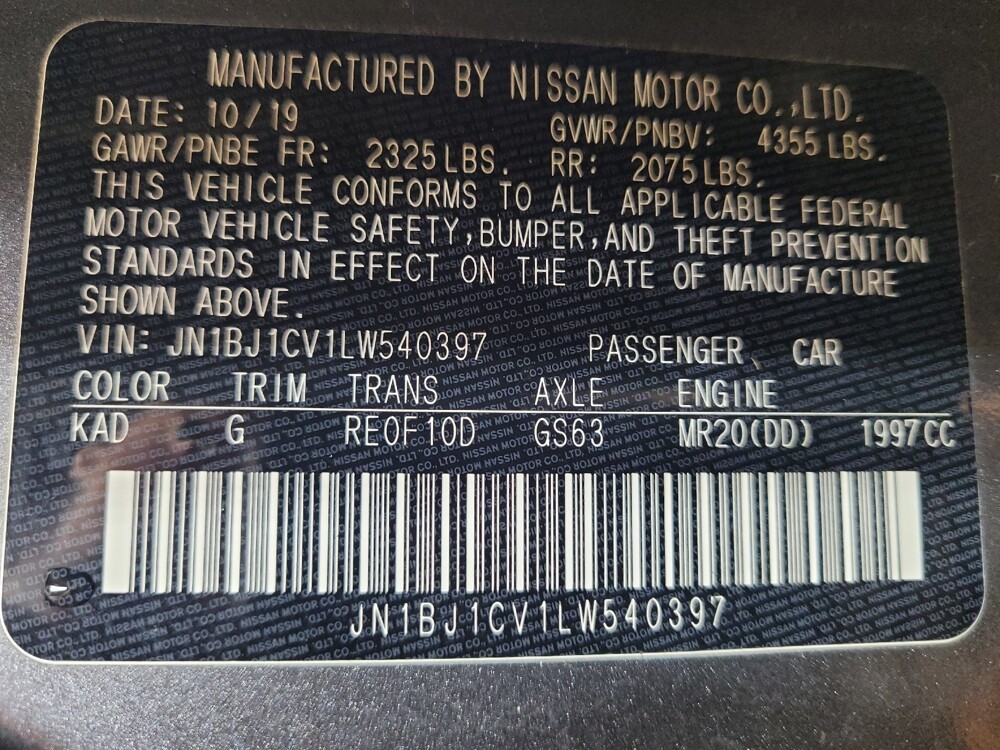 MANUFACTURED BY NISSAN MOTOR CO.,LTD.
DATE: 10/19 GVWR/PNBV: 4355 LBS.
GAWR/PNBE FR: 2325 LBS. RR: 2075 LBS.
THIS VEHICLE CONFORMS TO ALL APPLICABLE FEDERAL
MOTOR VEHICLE SAFETY,BUMPER,AND THEFT PREVENTION
STANDARDS IN EFFECT ON THE DATE OF MANUFACTURE
SHOWN ABOVE.
VIN: JN1BJ1CV1LW540397 PASSENGER CAR
COLOR TRIM TRANS AXLE ENGINE
KAD G RE0F10D GS63 MR20(DD) 1997CC
JN1BJ1CV1LW540397